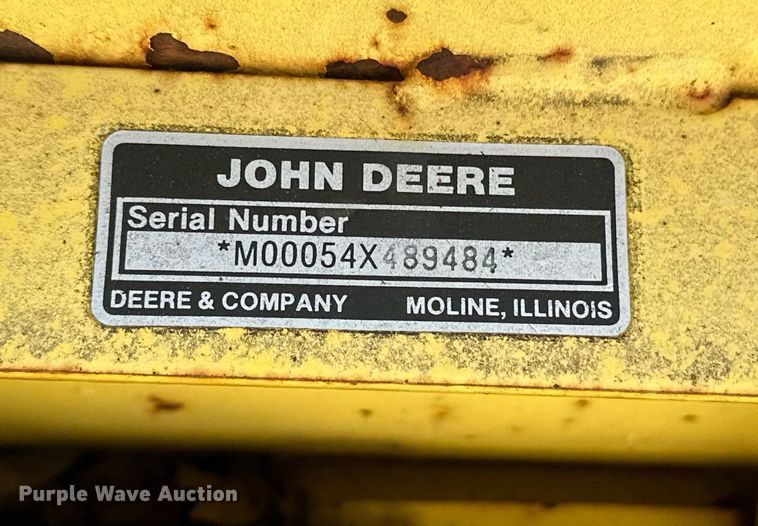 JOHN DEERE
Serial Number
*M00054X489484*
DEERE & COMPANY MOLINE, ILLINOIS
Purple Wave Auction